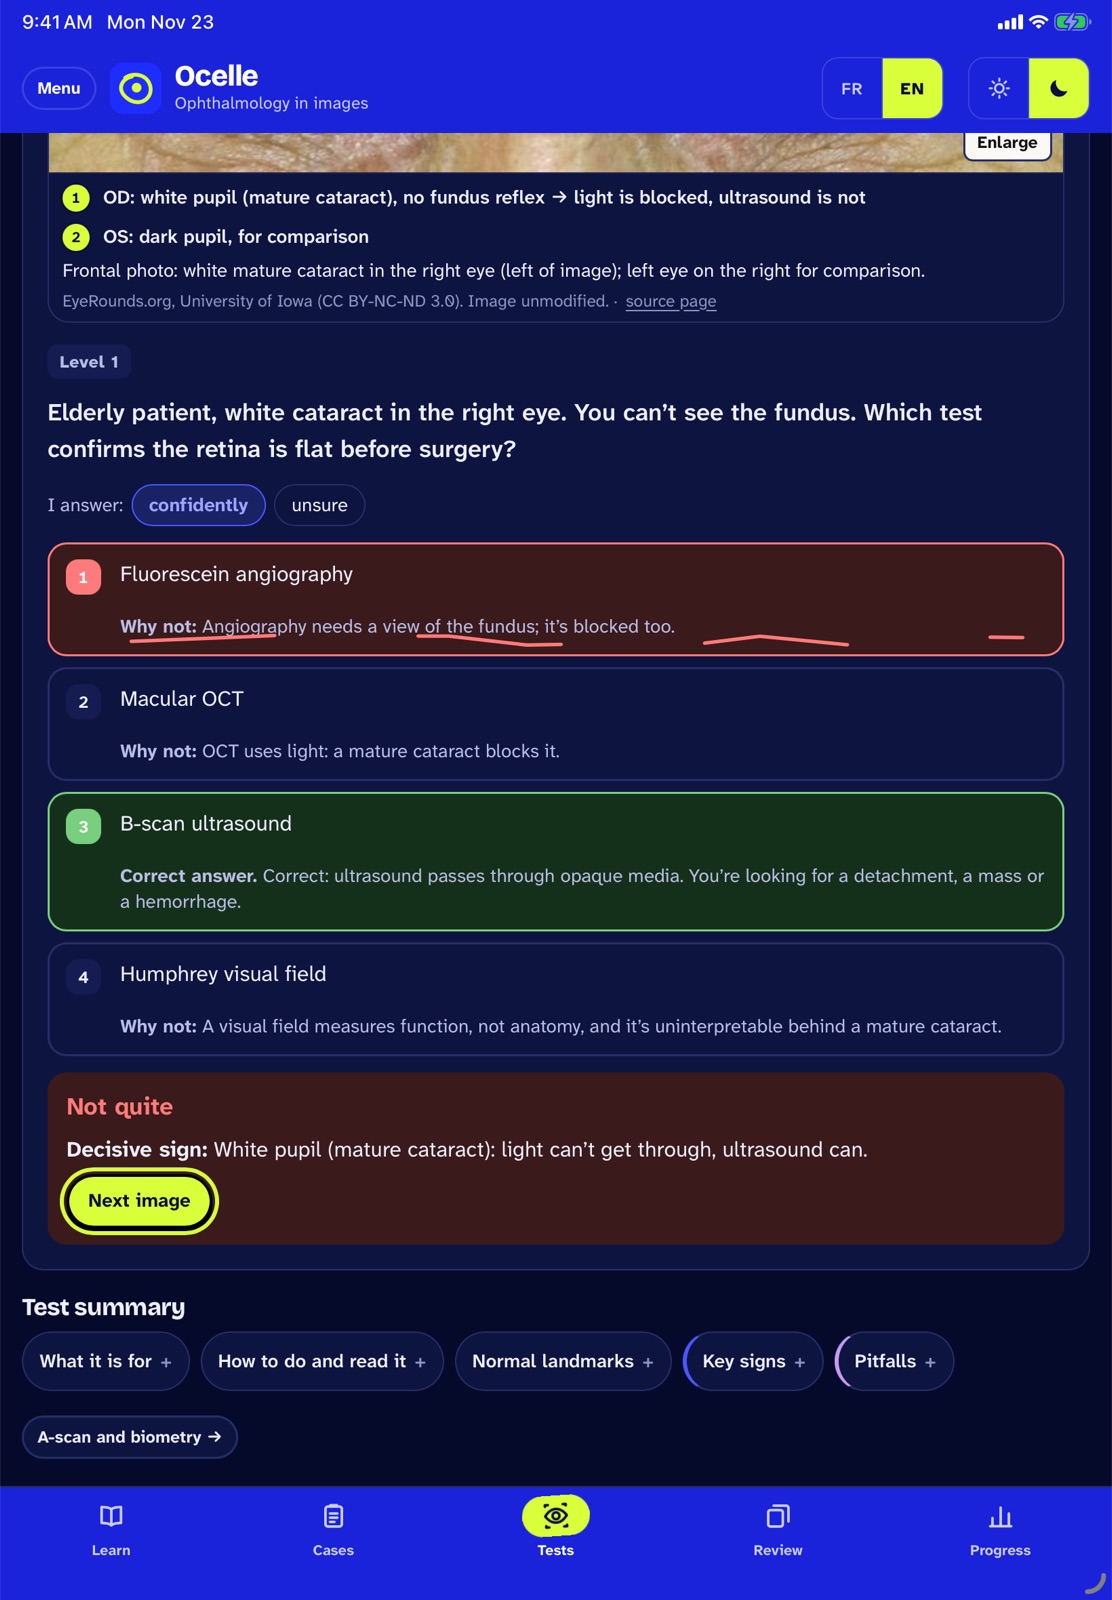 9:41 AM Mon Nov 23
Menu
Ocelle
Ophthalmology in images
FR
EN
Enlarge
1 OD: white pupil (mature cataract), no fundus reflex → light is blocked, ultrasound is not
2 OS: dark pupil, for comparison
Frontal photo: white mature cataract in the right eye (left of image); left eye on the right for comparison.
EyeRounds.org, University of Iowa (CC BY-NC-ND 3.0). Image unmodified. · source page
Level 1
Elderly patient, white cataract in the right eye. You can’t see the fundus. Which test
confirms the retina is flat before surgery?
I answer: confidently unsure
1 Fluorescein angiography
Why not: Angiography needs a view of the fundus; it’s blocked too.
2 Macular OCT
Why not: OCT uses light: a mature cataract blocks it.
3 B-scan ultrasound
Correct answer. Correct: ultrasound passes through opaque media. You’re looking for a detachment, a mass or
a hemorrhage.
4 Humphrey visual field
Why not: A visual field measures function, not anatomy, and it’s uninterpretable behind a mature cataract.
Not quite
Decisive sign: White pupil (mature cataract): light can’t get through, ultrasound can.
Next image
Test summary
What it is for + How to do and read it + Normal landmarks + Key signs + Pitfalls +
A-scan and biometry →
Learn Cases Tests Review Progress